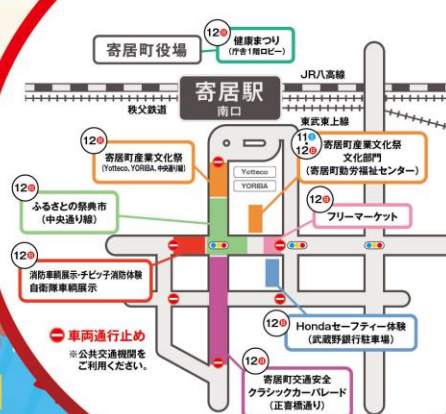 12日
健康まつり
(庁舎1階ロビー)
寄居町役場
JR八高線
寄居駅
南口
秩父鉄道
東武東上線
12日
寄居町産業文化祭
(Yotteco, YORIBA, 中央通り線)
Yotteco
YORIBA
11土
12日
寄居町産業文化祭
文化部門
(寄居町勤労福祉センター)
12日
ふるさとの祭典市
(中央通り線)
12日
フリーマーケット
12日
消防車輌展示・チビッ子消防体験
自衛隊車輌展示
車両通行止め
※公共交通機関を
ご利用ください。
12日
Hondaセーフティー体験
(武蔵野銀行駐車場)
12日
寄居町交通安全
クラシックカーパレード
(正喜橋通り)